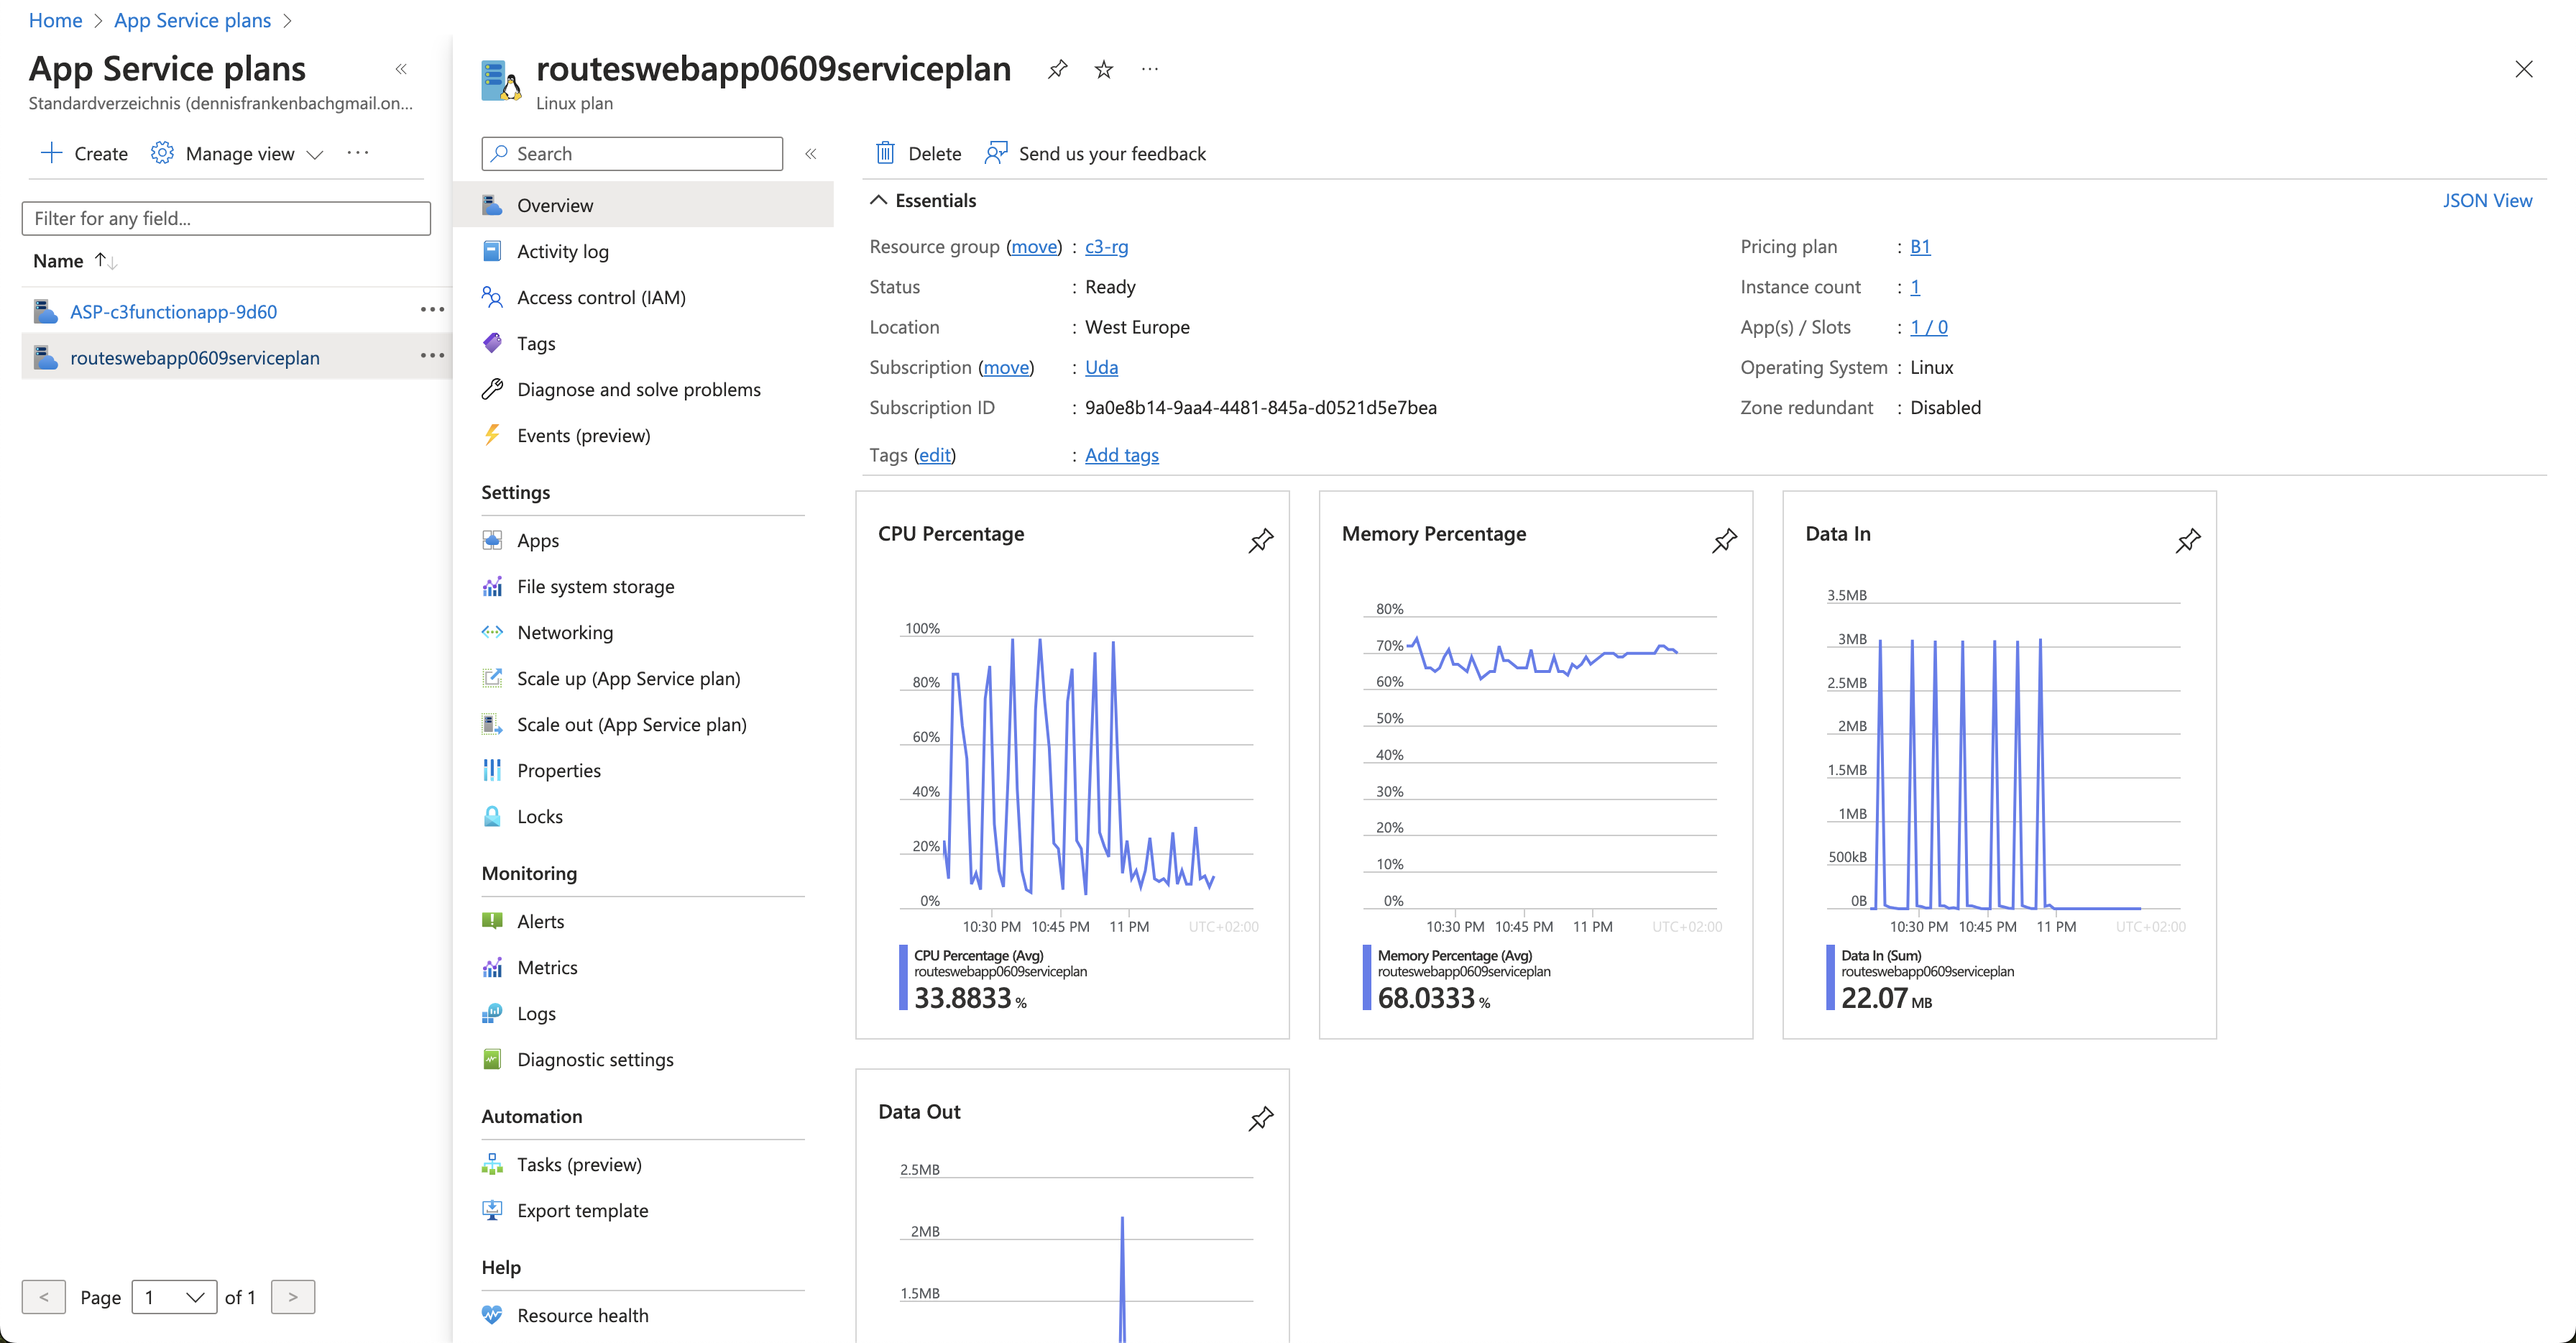 Home > App Service plans >
App Service plans «
Standardverzeichnis (dennisfrankenbachgmail.on...
Create Manage view ...
Filter for any field...
Name ↑↓
ASP-c3functionapp-9d60 ...
routeswebapp0609serviceplan ...
< Page 1 of 1 >
routeswebapp0609serviceplan ...
Linux plan
Search «
Overview
Activity log
Access control (IAM)
Tags
Diagnose and solve problems
Events (preview)
Settings
Apps
File system storage
Networking
Scale up (App Service plan)
Scale out (App Service plan)
Properties
Locks
Monitoring
Alerts
Metrics
Logs
Diagnostic settings
Automation
Tasks (preview)
Export template
Help
Resource health
Delete Send us your feedback
Essentials JSON View
Resource group (move) : c3-rg
Status : Ready
Location : West Europe
Subscription (move) : Uda
Subscription ID : 9a0e8b14-9aa4-4481-845a-d0521d5e7bea
Tags (edit) : Add tags
Pricing plan : B1
Instance count : 1
App(s) / Slots : 1 / 0
Operating System : Linux
Zone redundant : Disabled
CPU Percentage
100%
80%
60%
40%
20%
0%
10:30 PM 10:45 PM 11 PM UTC+02:00
CPU Percentage (Avg)
routeswebapp0609serviceplan
33.8833 %
Memory Percentage
80%
70%
60%
50%
40%
30%
20%
10%
0%
10:30 PM 10:45 PM 11 PM UTC+02:00
Memory Percentage (Avg)
routeswebapp0609serviceplan
68.0333 %
Data In
3.5MB
3MB
2.5MB
2MB
1.5MB
1MB
500kB
0B
10:30 PM 10:45 PM 11 PM UTC+02:00
Data In (Sum)
routeswebapp0609serviceplan
22.07 MB
Data Out
2.5MB
2MB
1.5MB